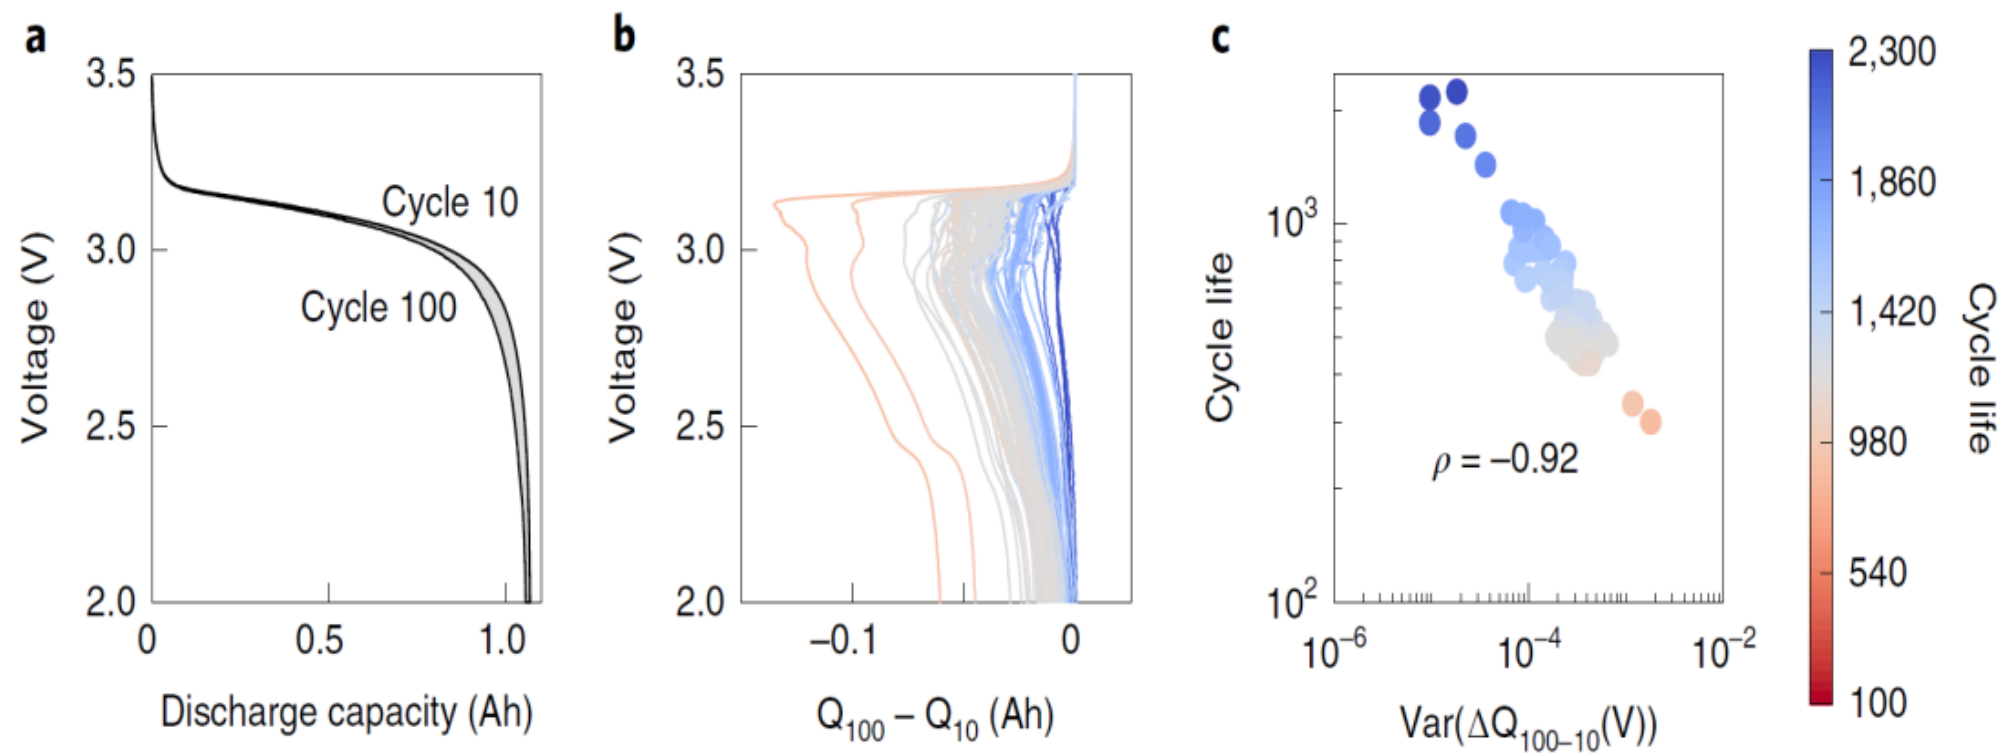 a
3.5
3.0
2.5
2.0
0
0.5
1.0
Voltage (V)
Discharge capacity (Ah)
Cycle 10
Cycle 100
b
3.5
3.0
2.5
2.0
–0.1
0
Voltage (V)
Q100 – Q10 (Ah)
c
10³
10²
10⁻⁶
10⁻⁴
10⁻²
Cycle life
Var(ΔQ100–10(V))
ρ = –0.92
2,300
1,860
1,420
980
540
100
Cycle life